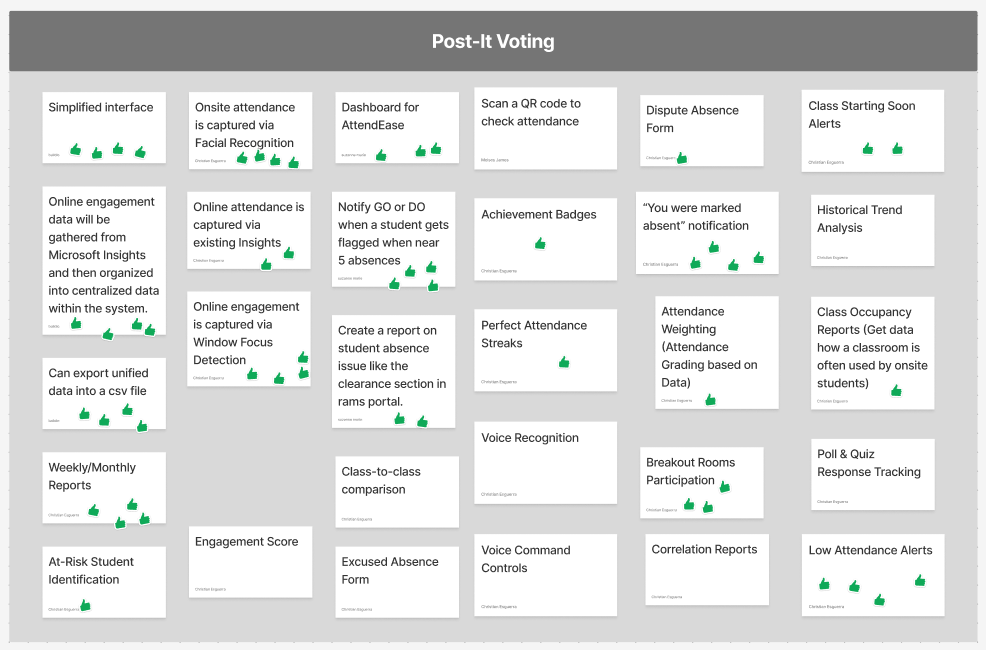 Post-It Voting
Simplified interface
Isabela
Onsite attendance
is captured via
Facial Recognition
Christian Esguerra
Dashboard for
AttendEase
Scan a QR code to
check attendance
Dispute Absence
Form
Christian Esguerra
Class Starting Soon
Alerts
Christian Esguerra
Online engagement
data will be
gathered from
Microsoft Insights
and then organized
into centralized data
within the system.
Online attendance is
captured via
existing Insights
Christian Esguerra
Notify GO or DO
when a student gets
flagged when near
5 absences
Achievement Badges
Christian Esguerra
“You were marked
absent” notification
Christian Esguerra
Historical Trend
Analysis
Christian Esguerra
Online engagement
is captured via
Window Focus
Detection
Christian Esguerra
Create a report on
student absence
issue like the
clearance section in
rams portal.
Perfect Attendance
Streaks
Christian Esguerra
Attendance
Weighting
(Attendance
Grading based on
Data)
Christian Esguerra
Class Occupancy
Reports (Get data
how a classroom is
often used by onsite
students)
Christian Esguerra
Can export unified
data into a csv file
Weekly/Monthly
Reports
Christian Esguerra
Class-to-class
comparison
Christian Esguerra
Voice Recognition
Christian Esguerra
Breakout Rooms
Participation
Christian Esguerra
Poll & Quiz
Response Tracking
Christian Esguerra
At-Risk Student
Identification
Christian Esguerra
Engagement Score
Christian Esguerra
Excused Absence
Form
Christian Esguerra
Voice Command
Controls
Christian Esguerra
Correlation Reports
Christian Esguerra
Low Attendance Alerts
Christian Esguerra